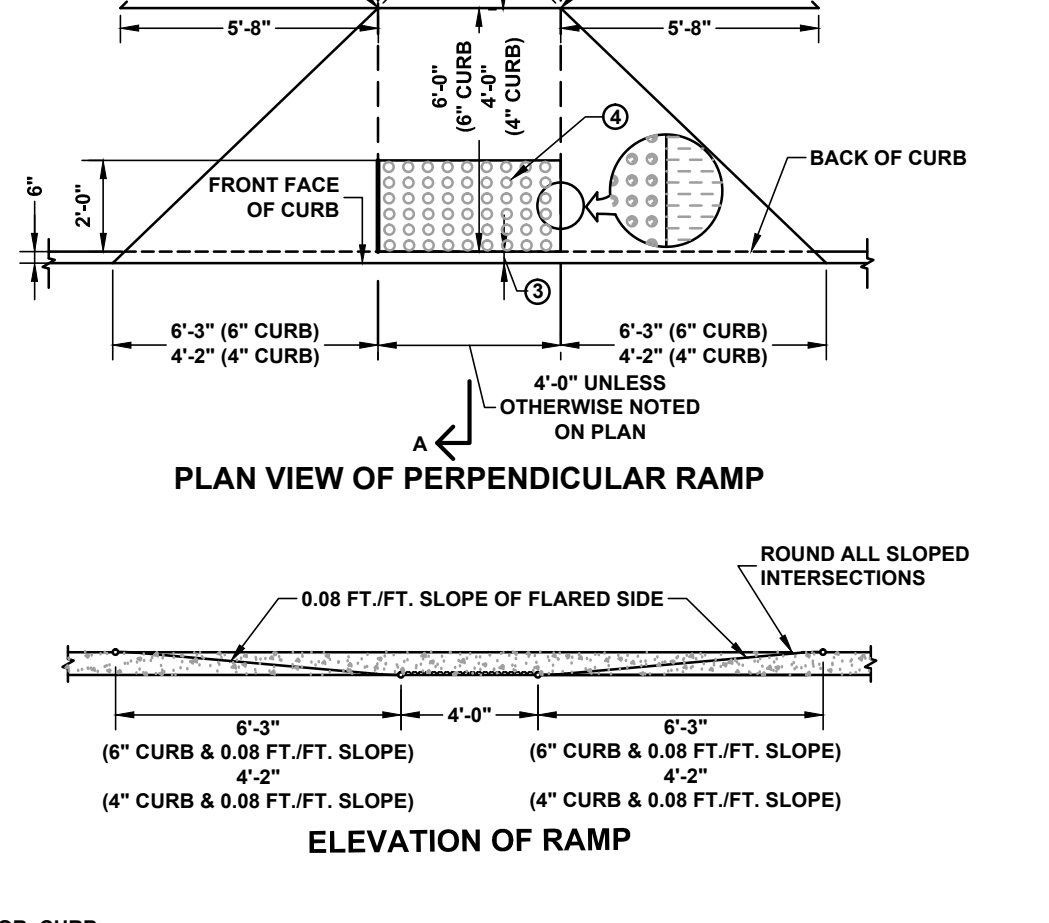 5'-8"
5'-8"
6'-0"
(6" CURB
4'-0"
(4" CURB)
4
BACK OF CURB
FRONT FACE
OF CURB
6"
2'-0"
3
6'-3" (6" CURB)
4'-2" (4" CURB)
6'-3" (6" CURB)
4'-2" (4" CURB)
4'-0" UNLESS
OTHERWISE NOTED
ON PLAN
A
PLAN VIEW OF PERPENDICULAR RAMP
ROUND ALL SLOPED
INTERSECTIONS
0.08 FT./FT. SLOPE OF FLARED SIDE
6'-3"
(6" CURB & 0.08 FT./FT. SLOPE)
4'-2"
(4" CURB & 0.08 FT./FT. SLOPE)
4'-0"
6'-3"
(6" CURB & 0.08 FT./FT. SLOPE)
4'-2"
(4" CURB & 0.08 FT./FT. SLOPE)
ELEVATION OF RAMP